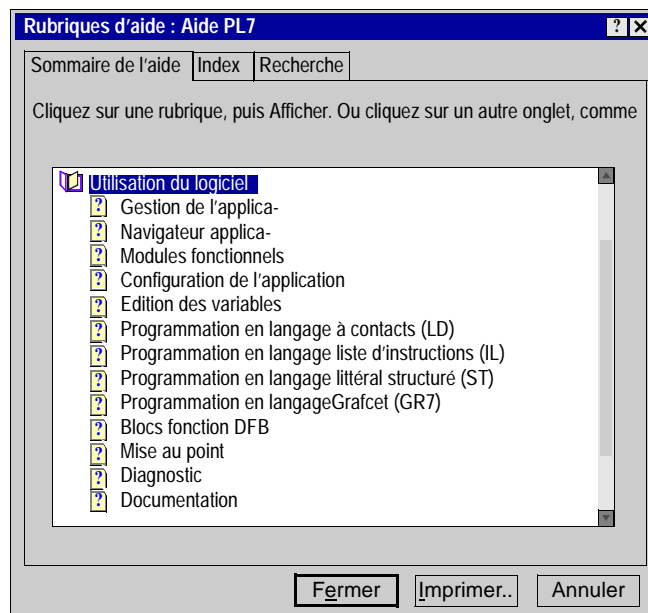 Rubriques d'aide : Aide PL7
Sommaire de l'aide Index Recherche
Cliquez sur une rubrique, puis Afficher. Ou cliquez sur un autre onglet, comme
Utilisation du logiciel
? Gestion de l'applica-
? Navigateur applica-
? Modules fonctionnels
? Configuration de l'application
? Edition des variables
? Programmation en langage à contacts (LD)
? Programmation en langage liste d'instructions (IL)
? Programmation en langage littéral structuré (ST)
? Programmation en langageGrafcet (GR7)
? Blocs fonction DFB
? Mise au point
? Diagnostic
? Documentation
Fermer Imprimer.. Annuler